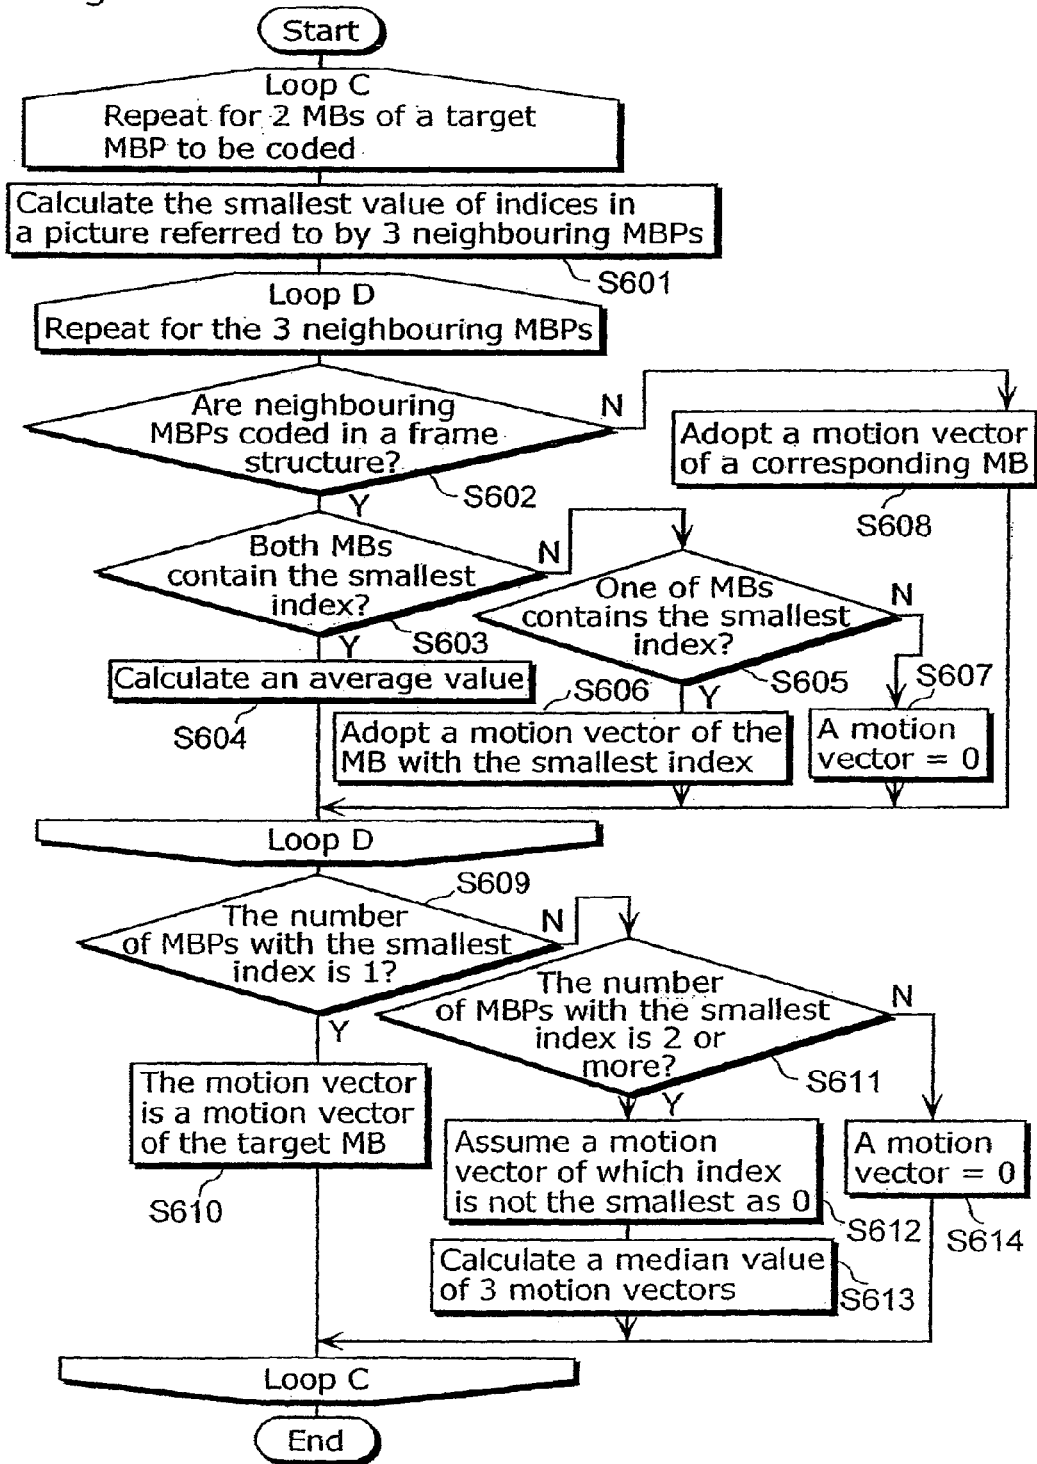 Start
Loop C
Repeat for 2 MBs of a target
MBP to be coded
Calculate the smallest value of indices in
a picture referred to by 3 neighbouring MBPs
S601
Loop D
Repeat for the 3 neighbouring MBPs
Are neighbouring
MBPs coded in a frame
structure?
N
S602
Y
Adopt a motion vector
of a corresponding MB
S608
Both MBs
contain the smallest
index?
N
S603
Y
One of MBs
contains the smallest
index?
N
S605
Y
Calculate an average value
S604
S606
Adopt a motion vector of the
MB with the smallest index
S607
A motion
vector = 0
Loop D
S609
The number
of MBPs with the smallest
index is 1?
N
Y
The number
of MBPs with the smallest
index is 2 or
more?
N
S611
Y
The motion vector
is a motion vector
of the target MB
S610
Assume a motion
vector of which index
is not the smallest as 0
S612
A motion
vector = 0
S614
Calculate a median value
of 3 motion vectors
S613
Loop C
End